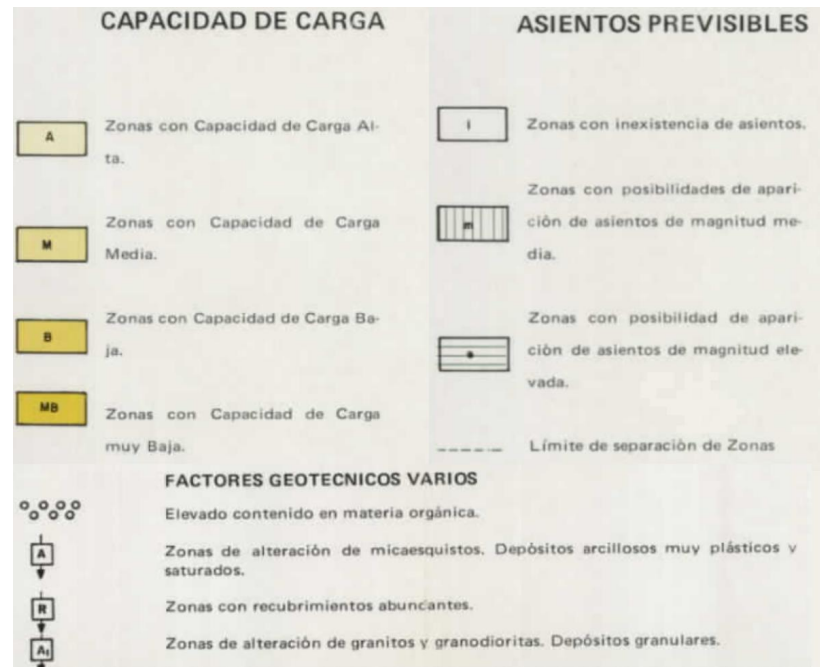 CAPACIDAD DE CARGA
A
Zonas con Capacidad de Carga Al-
ta.
M
Zonas con Capacidad de Carga
Media.
B
Zonas con Capacidad de Carga Ba-
ja.
MB
Zonas con Capacidad de Carga
muy Baja.
ASIENTOS PREVISIBLES
I
Zonas con inexistencia de asientos.
m
Zonas con posibilidades de apari-
ción de asientos de magnitud me-
dia.
Zonas con posibilidad de apari-
ción de asientos de magnitud ele-
vada.
Límite de separación de Zonas
FACTORES GEOTECNICOS VARIOS
Elevado contenido en materia orgánica.
A
Zonas de alteración de micaesquistos. Depósitos arcillosos muy plásticos y
saturados.
R
Zonas con recubrimientos abundantes.
A₁
Zonas de alteración de granitos y granodioritas. Depósitos granulares.